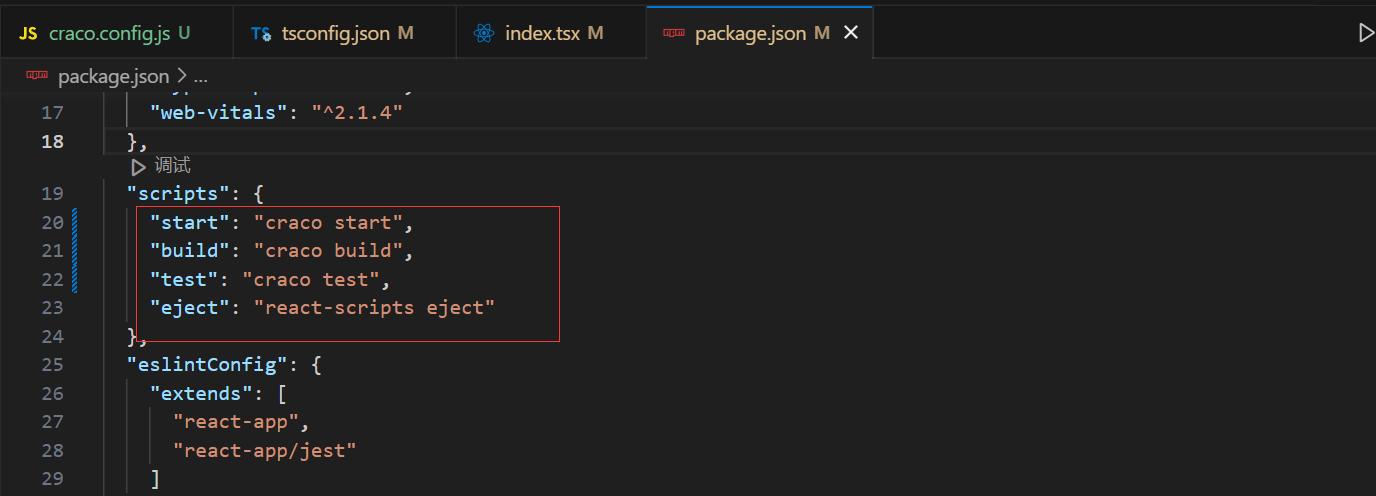 JS craco.config.js U TS tsconfig.json M index.tsx M package.json M
package.json > ...
17 "web-vitals": "^2.1.4"
18 },
调试
19 "scripts": {
20 "start": "craco start",
21 "build": "craco build",
22 "test": "craco test",
23 "eject": "react-scripts eject"
24 },
25 "eslintConfig": {
26 "extends": [
27 "react-app",
28 "react-app/jest"
29 ]